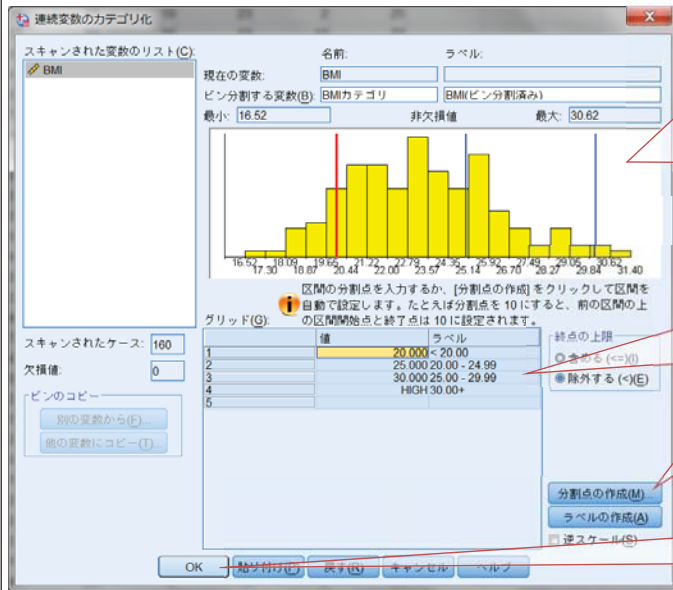 連続変数のカテゴリ化
スキャンされた変数のリスト(C):
BMI
名前:
ラベル:
現在の変数:
BMI
ビン分割する変数(B):
BMIカテゴリ
BMI(ビン分割済み)
最小:
16.52
非欠損値
最大:
30.62
16.52 18.09 19.65 21.22 22.79 24.35 25.92 27.49 29.05 30.62
17.30 18.87 20.44 22.00 23.57 25.14 26.70 28.27 29.84 31.40
区間の分割点を入力するか、[分割点の作成] をクリックして区間を
自動で設定します。たとえば分割点を 10 にすると、前の区間の上
の区間開始点と終了点は 10 に設定されます。
グリッド(G):
値
ラベル
1 20.000 < 20.00
2 25.000 20.00 - 24.99
3 30.000 25.00 - 29.99
4 HIGH 30.00+
5
スキャンされたケース:
160
欠損値:
0
ビンのコピー
別の変数から(F)...
他の変数にコピー(T)...
終点の上限
含める (<=)(I)
除外する (<)(E)
分割点の作成(M)...
ラベルの作成(A)
逆スケール(S)
OK
貼り付け(P)
戻す(R)
キャンセル
ヘルプ